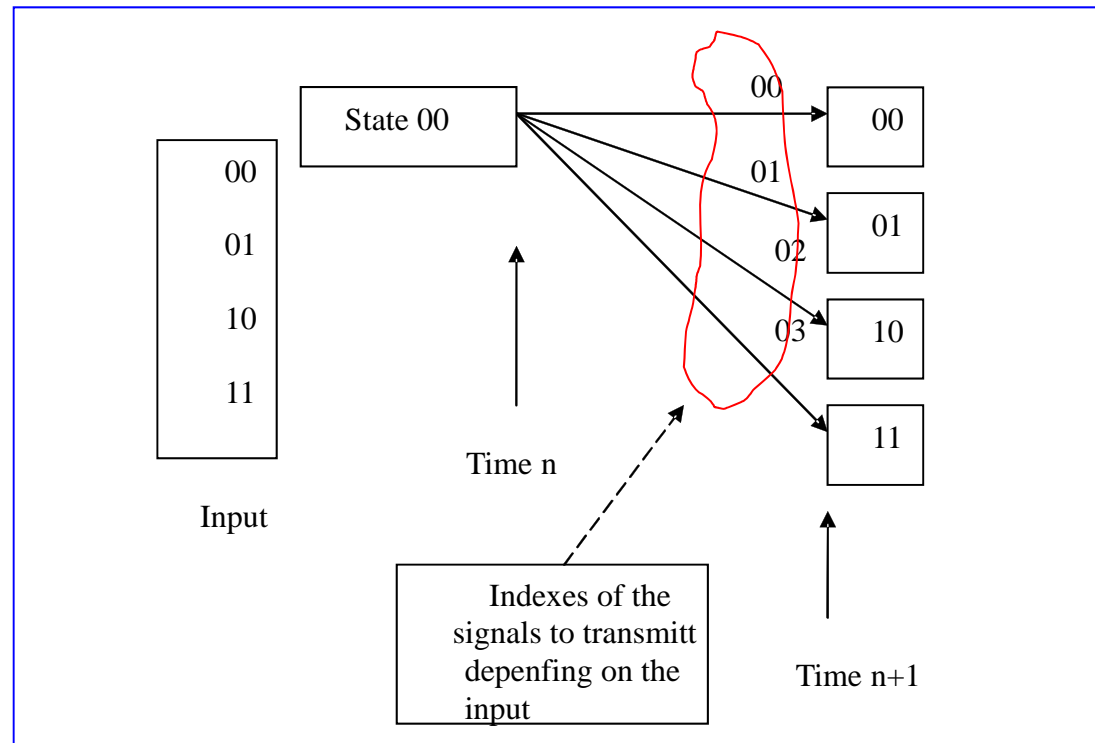 00
State 00
00
00
01
01
01
02
10
03
10
11
11
Time n
Input
Indexes of the
signals to transmitt
depenfing on the
input
Time n+1